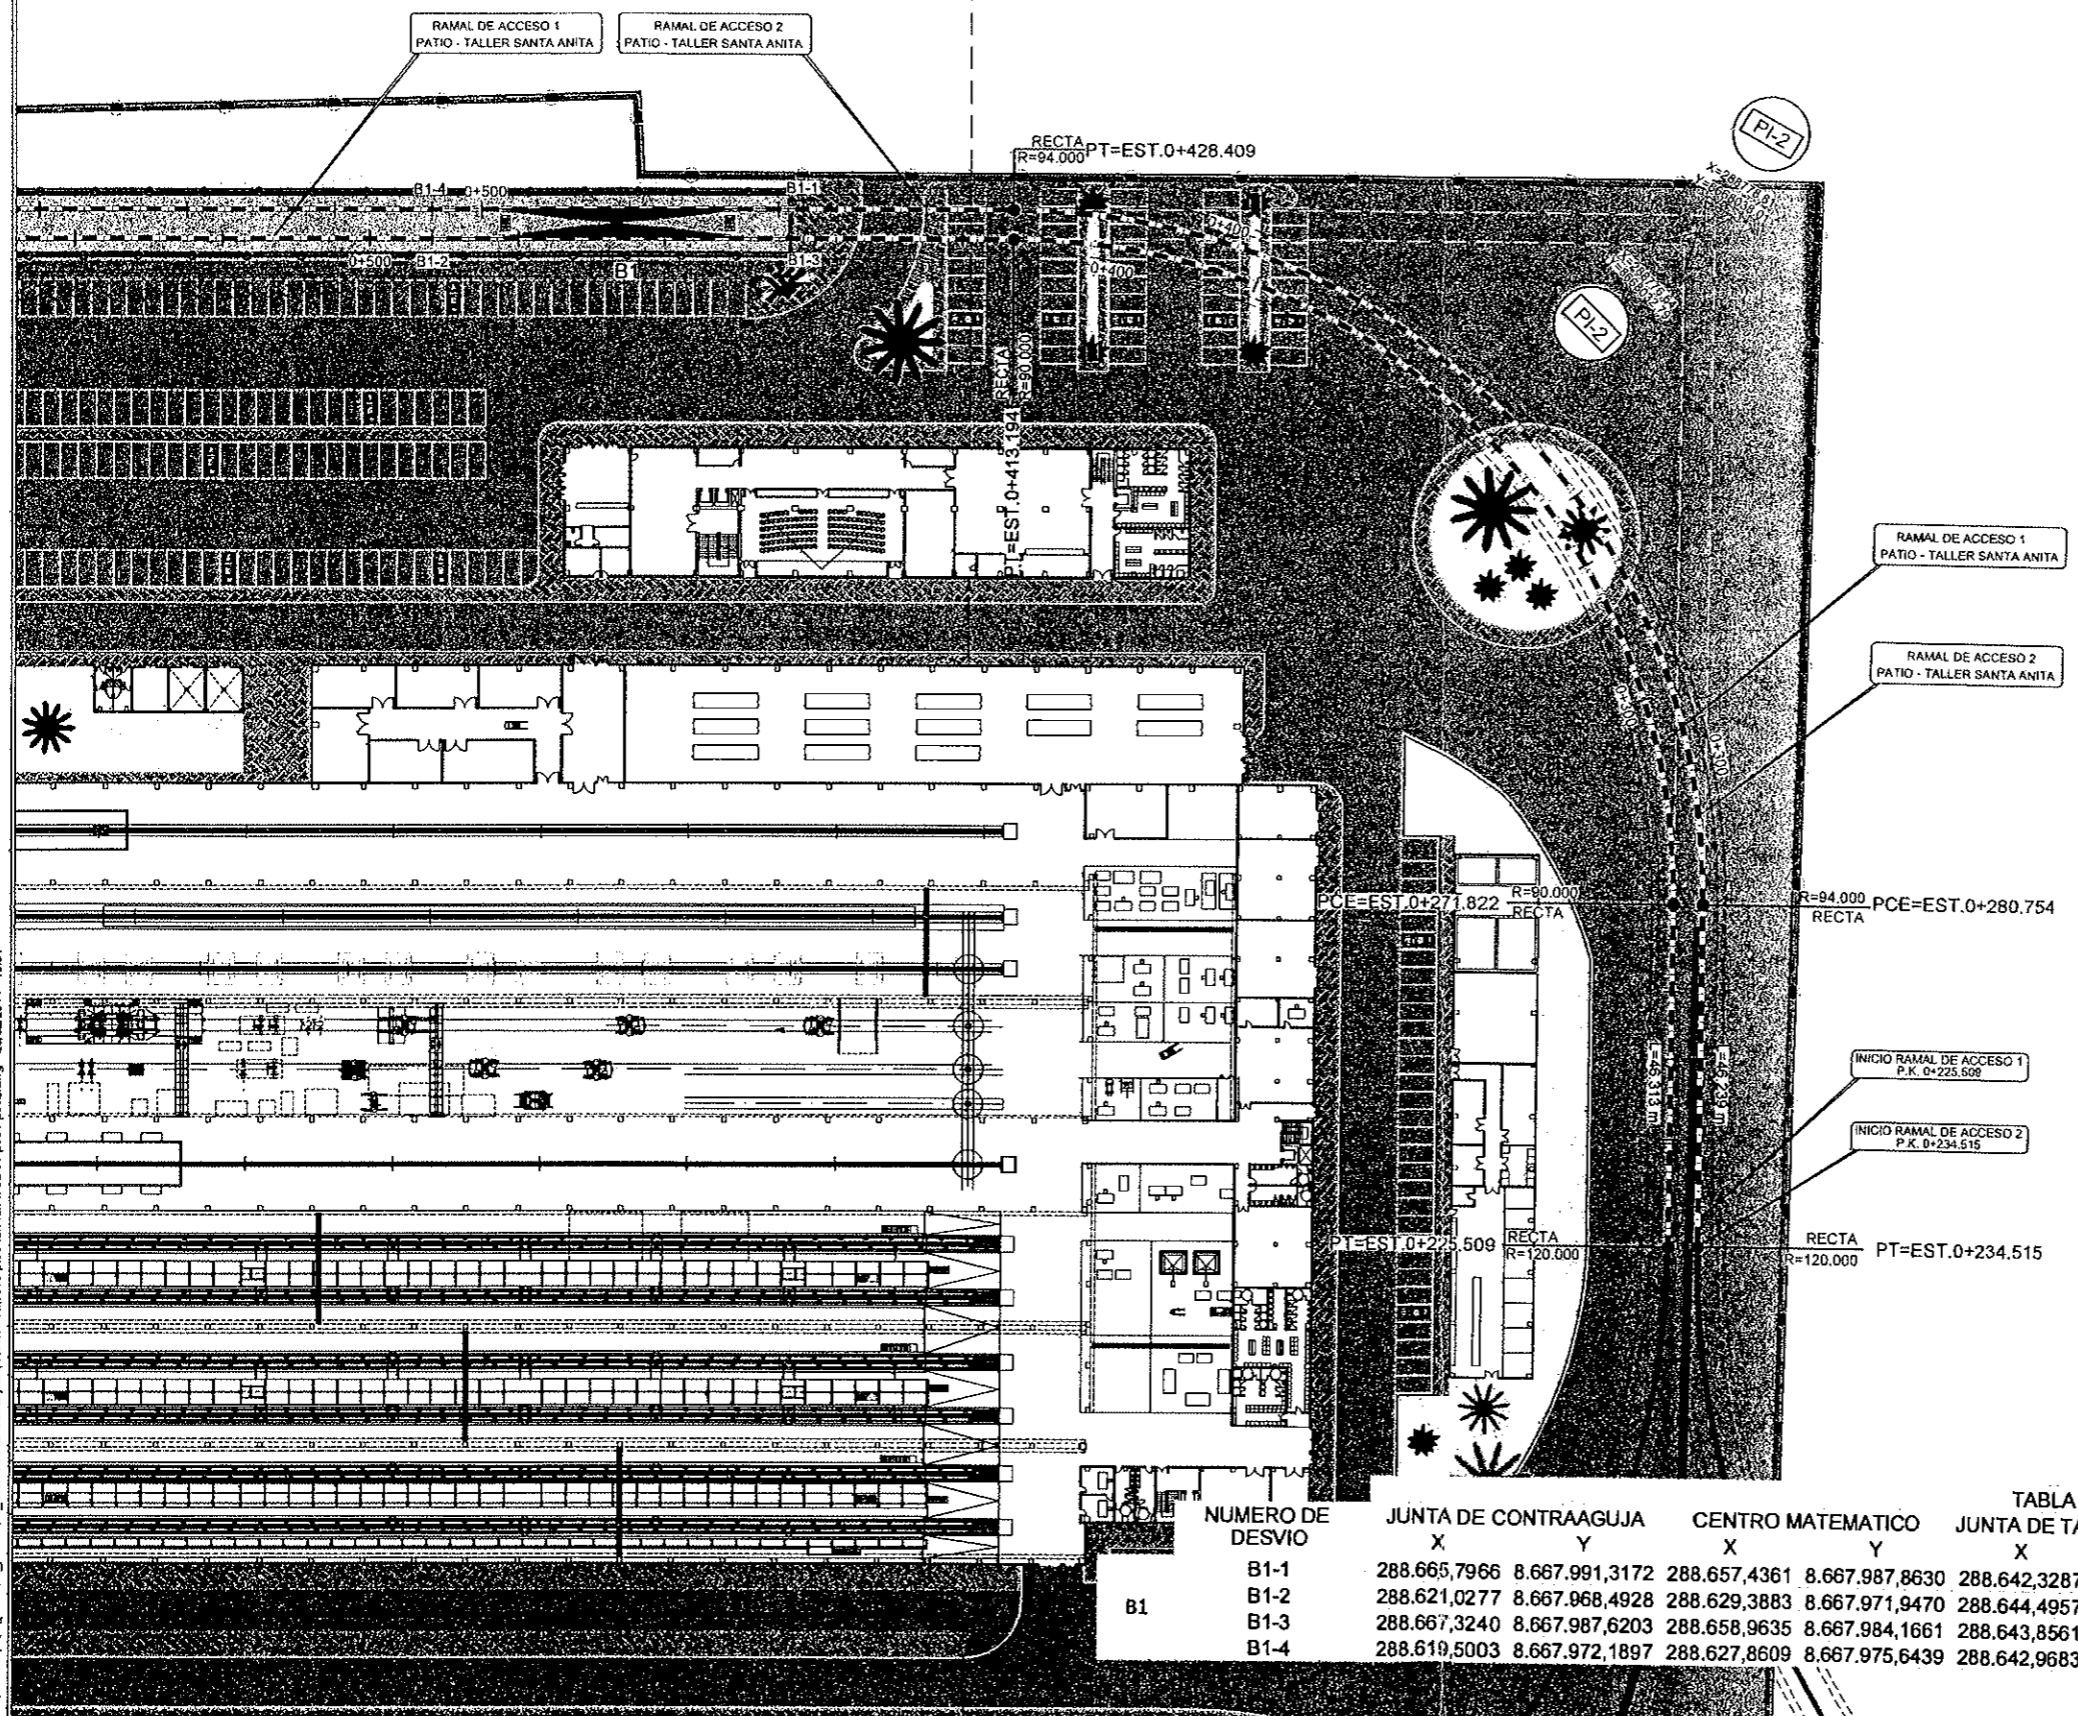 RAMAL DE ACCESO 1
PATIO - TALLER SANTA ANITA
RAMAL DE ACCESO 2
PATIO - TALLER SANTA ANITA
RECTA
R=94.000
PT=EST.0+428.409
PI-2
B1-4
0+500
B1-1
0+500
B1-2
B1
B1-3
0+400
0+400
PI-2
RECTA
R=90.000
=EST.0+413.194
RAMAL DE ACCESO 1
PATIO - TALLER SANTA ANITA
RAMAL DE ACCESO 2
PATIO - TALLER SANTA ANITA
PCE=EST.0+271.822
R=90.000
RECTA
R=94.000
RECTA
PCE=EST.0+280.754
INICIO RAMAL DE ACCESO 1
P.K. 0+225.509
INICIO RAMAL DE ACCESO 2
P.K. 0+234.515
PT=EST.0+225.509
RECTA
R=120.000
RECTA
R=120.000
PT=EST.0+234.515
TABLA
NUMERO DE DESVIO JUNTA DE CONTRAAGUJA CENTRO MATEMATICO JUNTA DE TA
X Y X Y X
B1
B1-1 288.665,7966 8.667.991,3172 288.657,4361 8.667.987,8630 288.642,3287
B1-2 288.621,0277 8.667.968,4928 288.629,3883 8.667.971,9470 288.644,4957
B1-3 288.667,3240 8.667.987,6203 288.658,9635 8.667.984,1661 288.643,8561
B1-4 288.619,5003 8.667.972,1897 288.627,8609 8.667.975,6439 288.642,9683